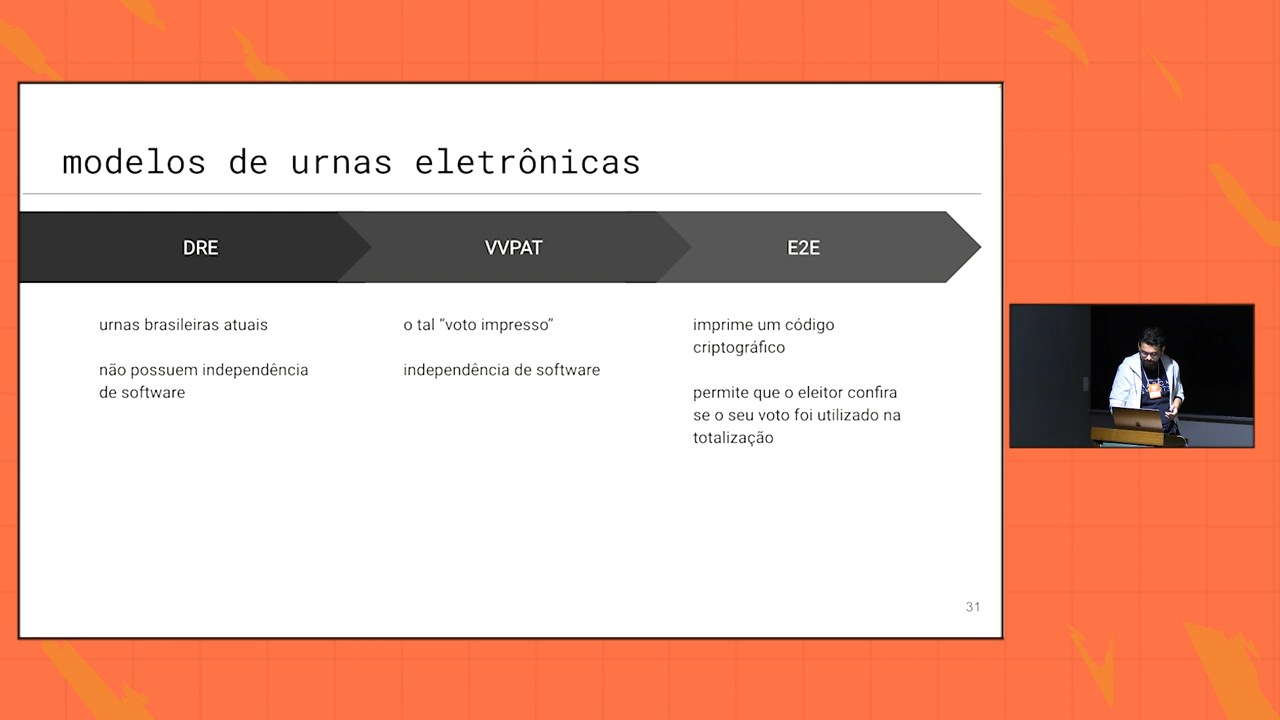 modelos de urnas eletrônicas
DRE
VVPAT
E2E
urnas brasileiras atuais
não possuem independência
de software
o tal “voto impresso”
independência de software
imprime um código
criptográfico
permite que o eleitor confira
se o seu voto foi utilizado na
totalização
31